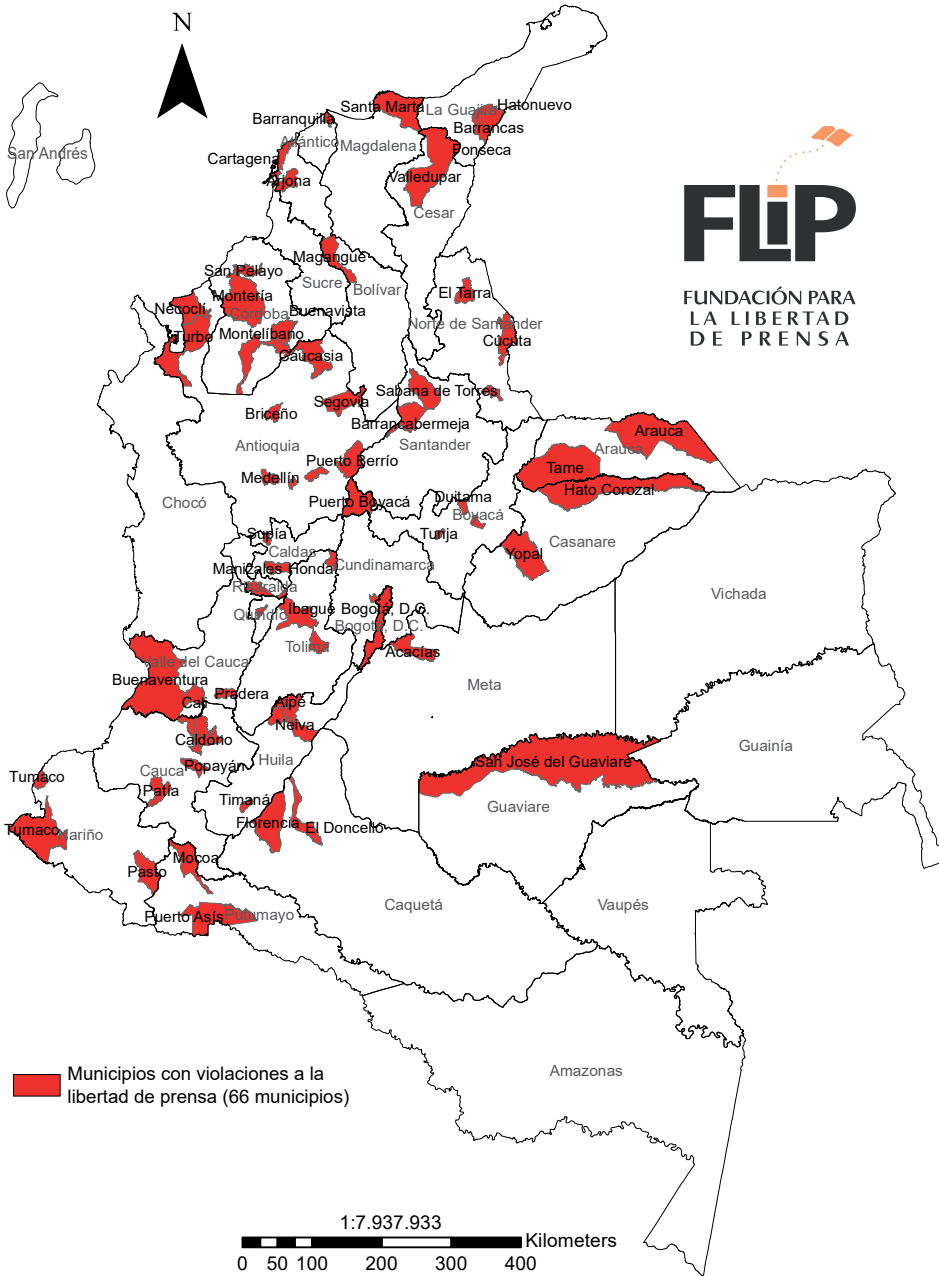 N
Santa Marta
La Guajira
Hatonuevo
Barranquilla
Barrancas
Atlántico
Magdalena
Fonseca
San Andrés
Cartagena
Arjona
Valledupar
Cesar
FLiP
FUNDACIÓN PARA
LA LIBERTAD
DE PRENSA
Magangué
San Pelayo
Sucre
Bolívar
El Tarra
Montería
Necoclí
Córdoba
Buenavista
Norte de Santander
Turbo
Montelíbano
Cúcuta
Caucasia
Segovia
Sabana de Torres
Briceño
Barrancabermeja
Antioquia
Santander
Arauca
Arauca
Puerto Berrío
Tame
Medellín
Hato Corozal
Chocó
Puerto Boyacá
Duitama
Boyacá
Supía
Tunja
Caldas
Yopal
Casanare
Manizales
Honda
Cundinamarca
Risaralda
Vichada
Quindío
Ibagué
Bogotá, D.C.
Bogotá, D.C.
Tolima
Acacías
Valle del Cauca
Buenaventura
Meta
Cali
Pradera
Aipe
Neiva
Caldono
Guainía
Huila
San José del Guaviare
Popayán
Cauca
Tumaco
Patía
Timaná
Guaviare
Florencia
El Doncello
Tumaco
Nariño
Mocoa
Pasto
Caquetá
Vaupés
Puerto Asís
Putumayo
Amazonas
Municipios con violaciones a la
libertad de prensa (66 municipios)
1:7.937.933
Kilometers
0 50 100 200 300 400